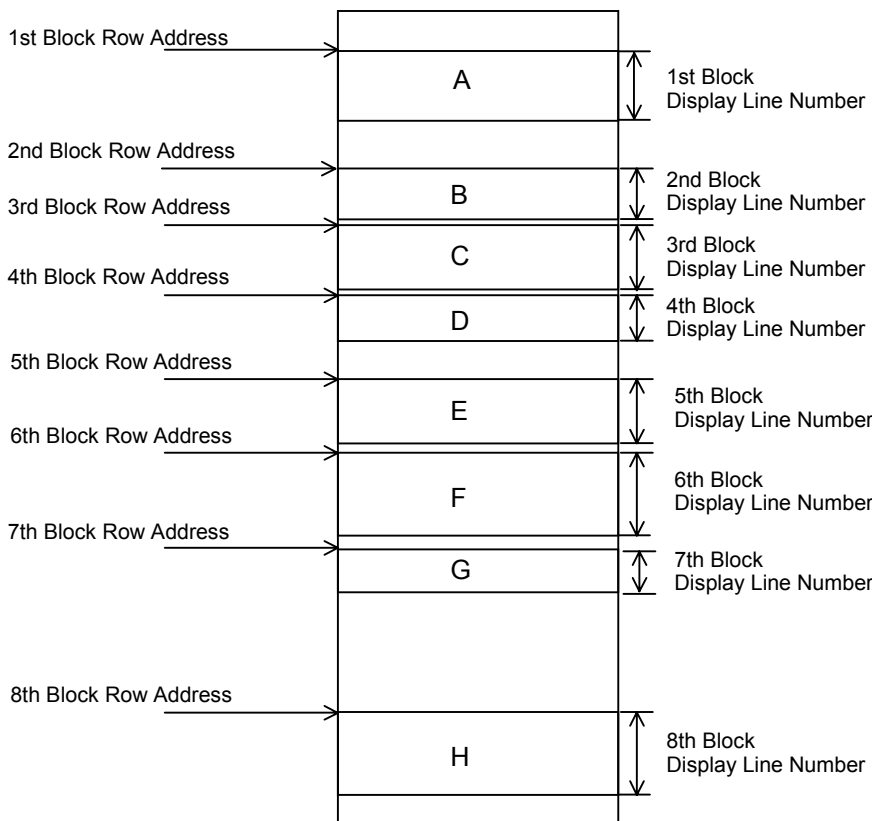 1st Block Row Address
A
1st Block
Display Line Number
2nd Block Row Address
B
2nd Block
Display Line Number
3rd Block Row Address
C
3rd Block
Display Line Number
4th Block Row Address
D
4th Block
Display Line Number
5th Block Row Address
E
5th Block
Display Line Number
6th Block Row Address
F
6th Block
Display Line Number
7th Block Row Address
G
7th Block
Display Line Number
8th Block Row Address
H
8th Block
Display Line Number